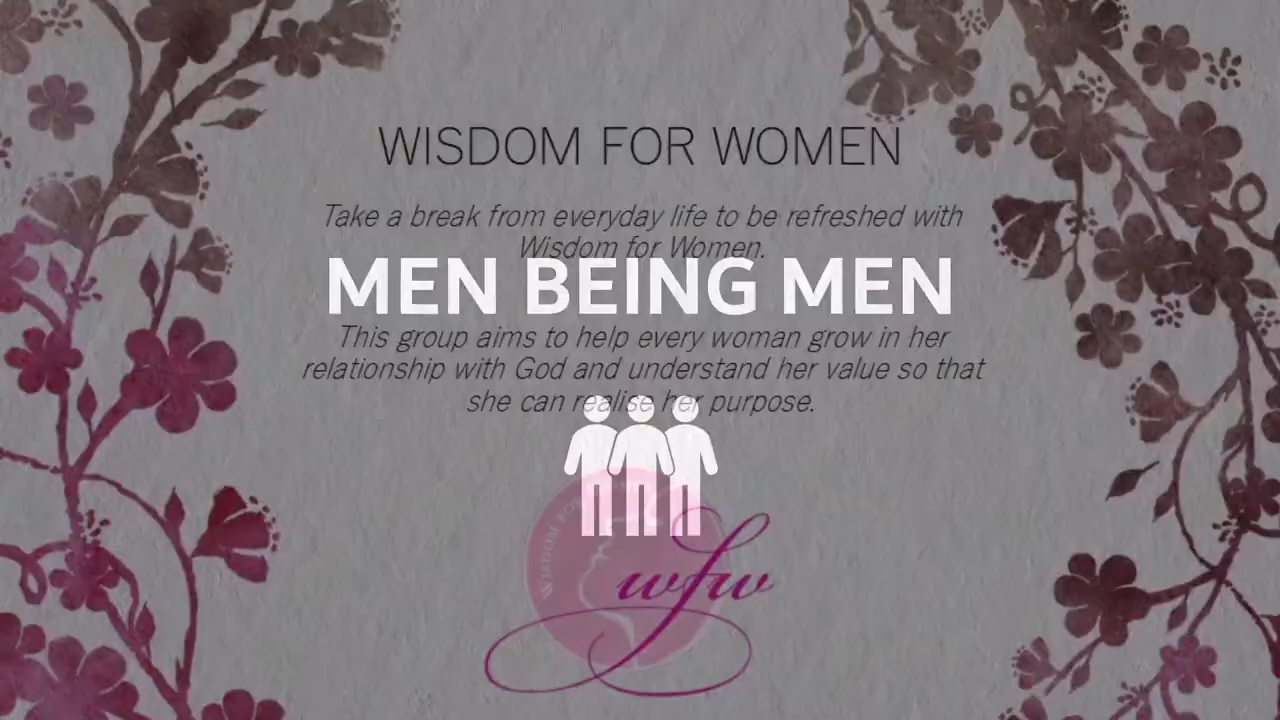 WISDOM FOR WOMEN
Take a break from everyday life to be refreshed with
Wisdom for Women.
MEN BEING MEN
This group aims to help every woman grow in her
relationship with God and understand her value so that
she can realise her purpose.
WISDOM FOR
wfw